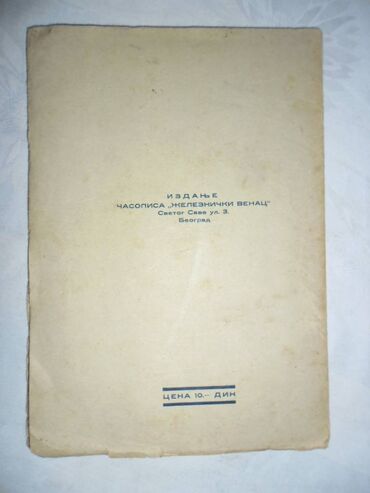 ИЗДАЊЕ
ЧАСОПИСА „ЖЕЛЕЗНИЧКИ ВЕНАЦ"
Светог Саве ул. 3.
Београд
ЦЕНА 10.- ДИН